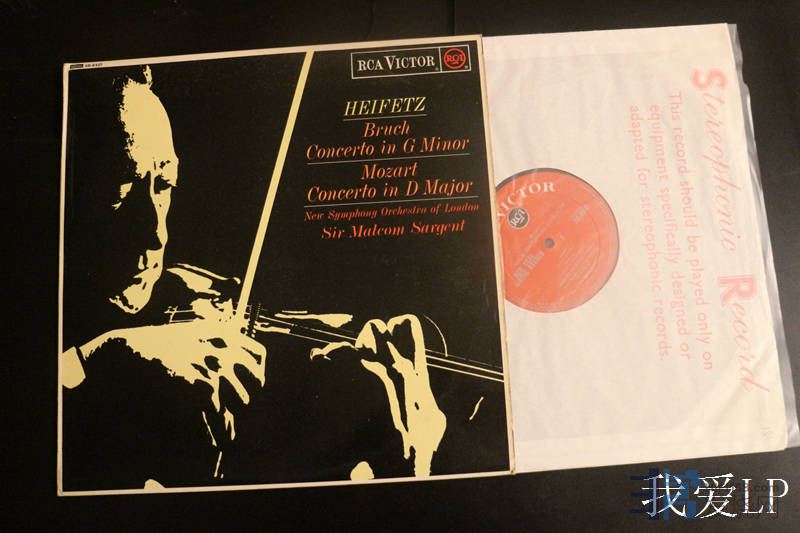 RCA VICTOR
RCA
HEIFETZ
Bruch
Concerto in G Minor
Mozart
Concerto in D Major
New Symphony Orchestra of London
Sir Malcom Sargent
Stereophonic Record
This record should be played only on
equipment specifically designed or
adapted for stereophonic records.
VICTOR
我爱LP